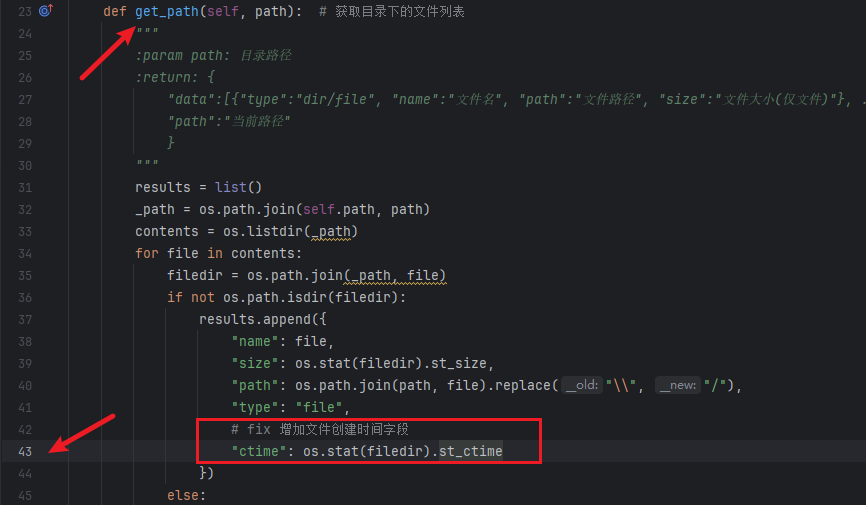 23 def get_path(self, path):  # 获取目录下的文件列表
24 """
25 :param path: 目录路径
26 :return: {
27 "data":[{"type":"dir/file", "name":"文件名", "path":"文件路径", "size":"文件大小(仅文件)"}, .
28 "path":"当前路径"
29 }
30 """
31 results = list()
32 _path = os.path.join(self.path, path)
33 contents = os.listdir(_path)
34 for file in contents:
35 filedir = os.path.join(_path, file)
36 if not os.path.isdir(filedir):
37 results.append({
38 "name": file,
39 "size": os.stat(filedir).st_size,
40 "path": os.path.join(path, file).replace( __old: "\\", __new: "/"),
41 "type": "file",
42 # fix 增加文件创建时间字段
43 "ctime": os.stat(filedir).st_ctime
44 })
45 else: